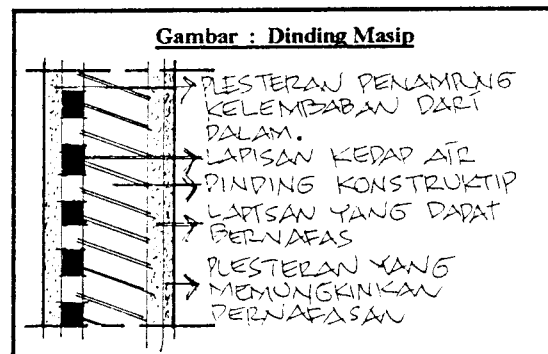 Gambar : Dinding Masip
PLESTERAN PENAMPUNG
KELEMBABAN DARI
DALAM.
LAPISAN KEDAP AIR
DINDING KONSTRUKTIP
LAPISAN YANG DAPAT
BERNAFAS
PLESTERAN YANG
MEMUNGKINKAN
PERNAFASAN